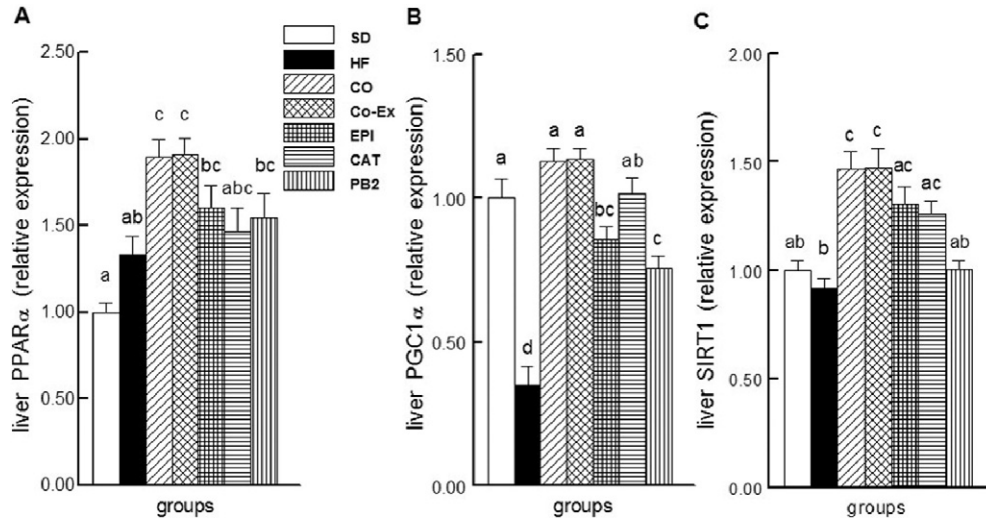 A
liver PPARα (relative expression)
2.50
2.00
1.50
1.00
0.50
0.00
a
ab
c
c
bc
abc
bc
groups
SD
HF
CO
Co-Ex
EPI
CAT
PB2
B
liver PGC1α (relative expression)
1.50
1.00
0.50
0.00
a
d
a
a
bc
ab
c
groups
C
liver SIRT1 (relative expression)
2.00
1.50
1.00
0.50
0.00
ab
b
c
c
ac
ac
ab
groups